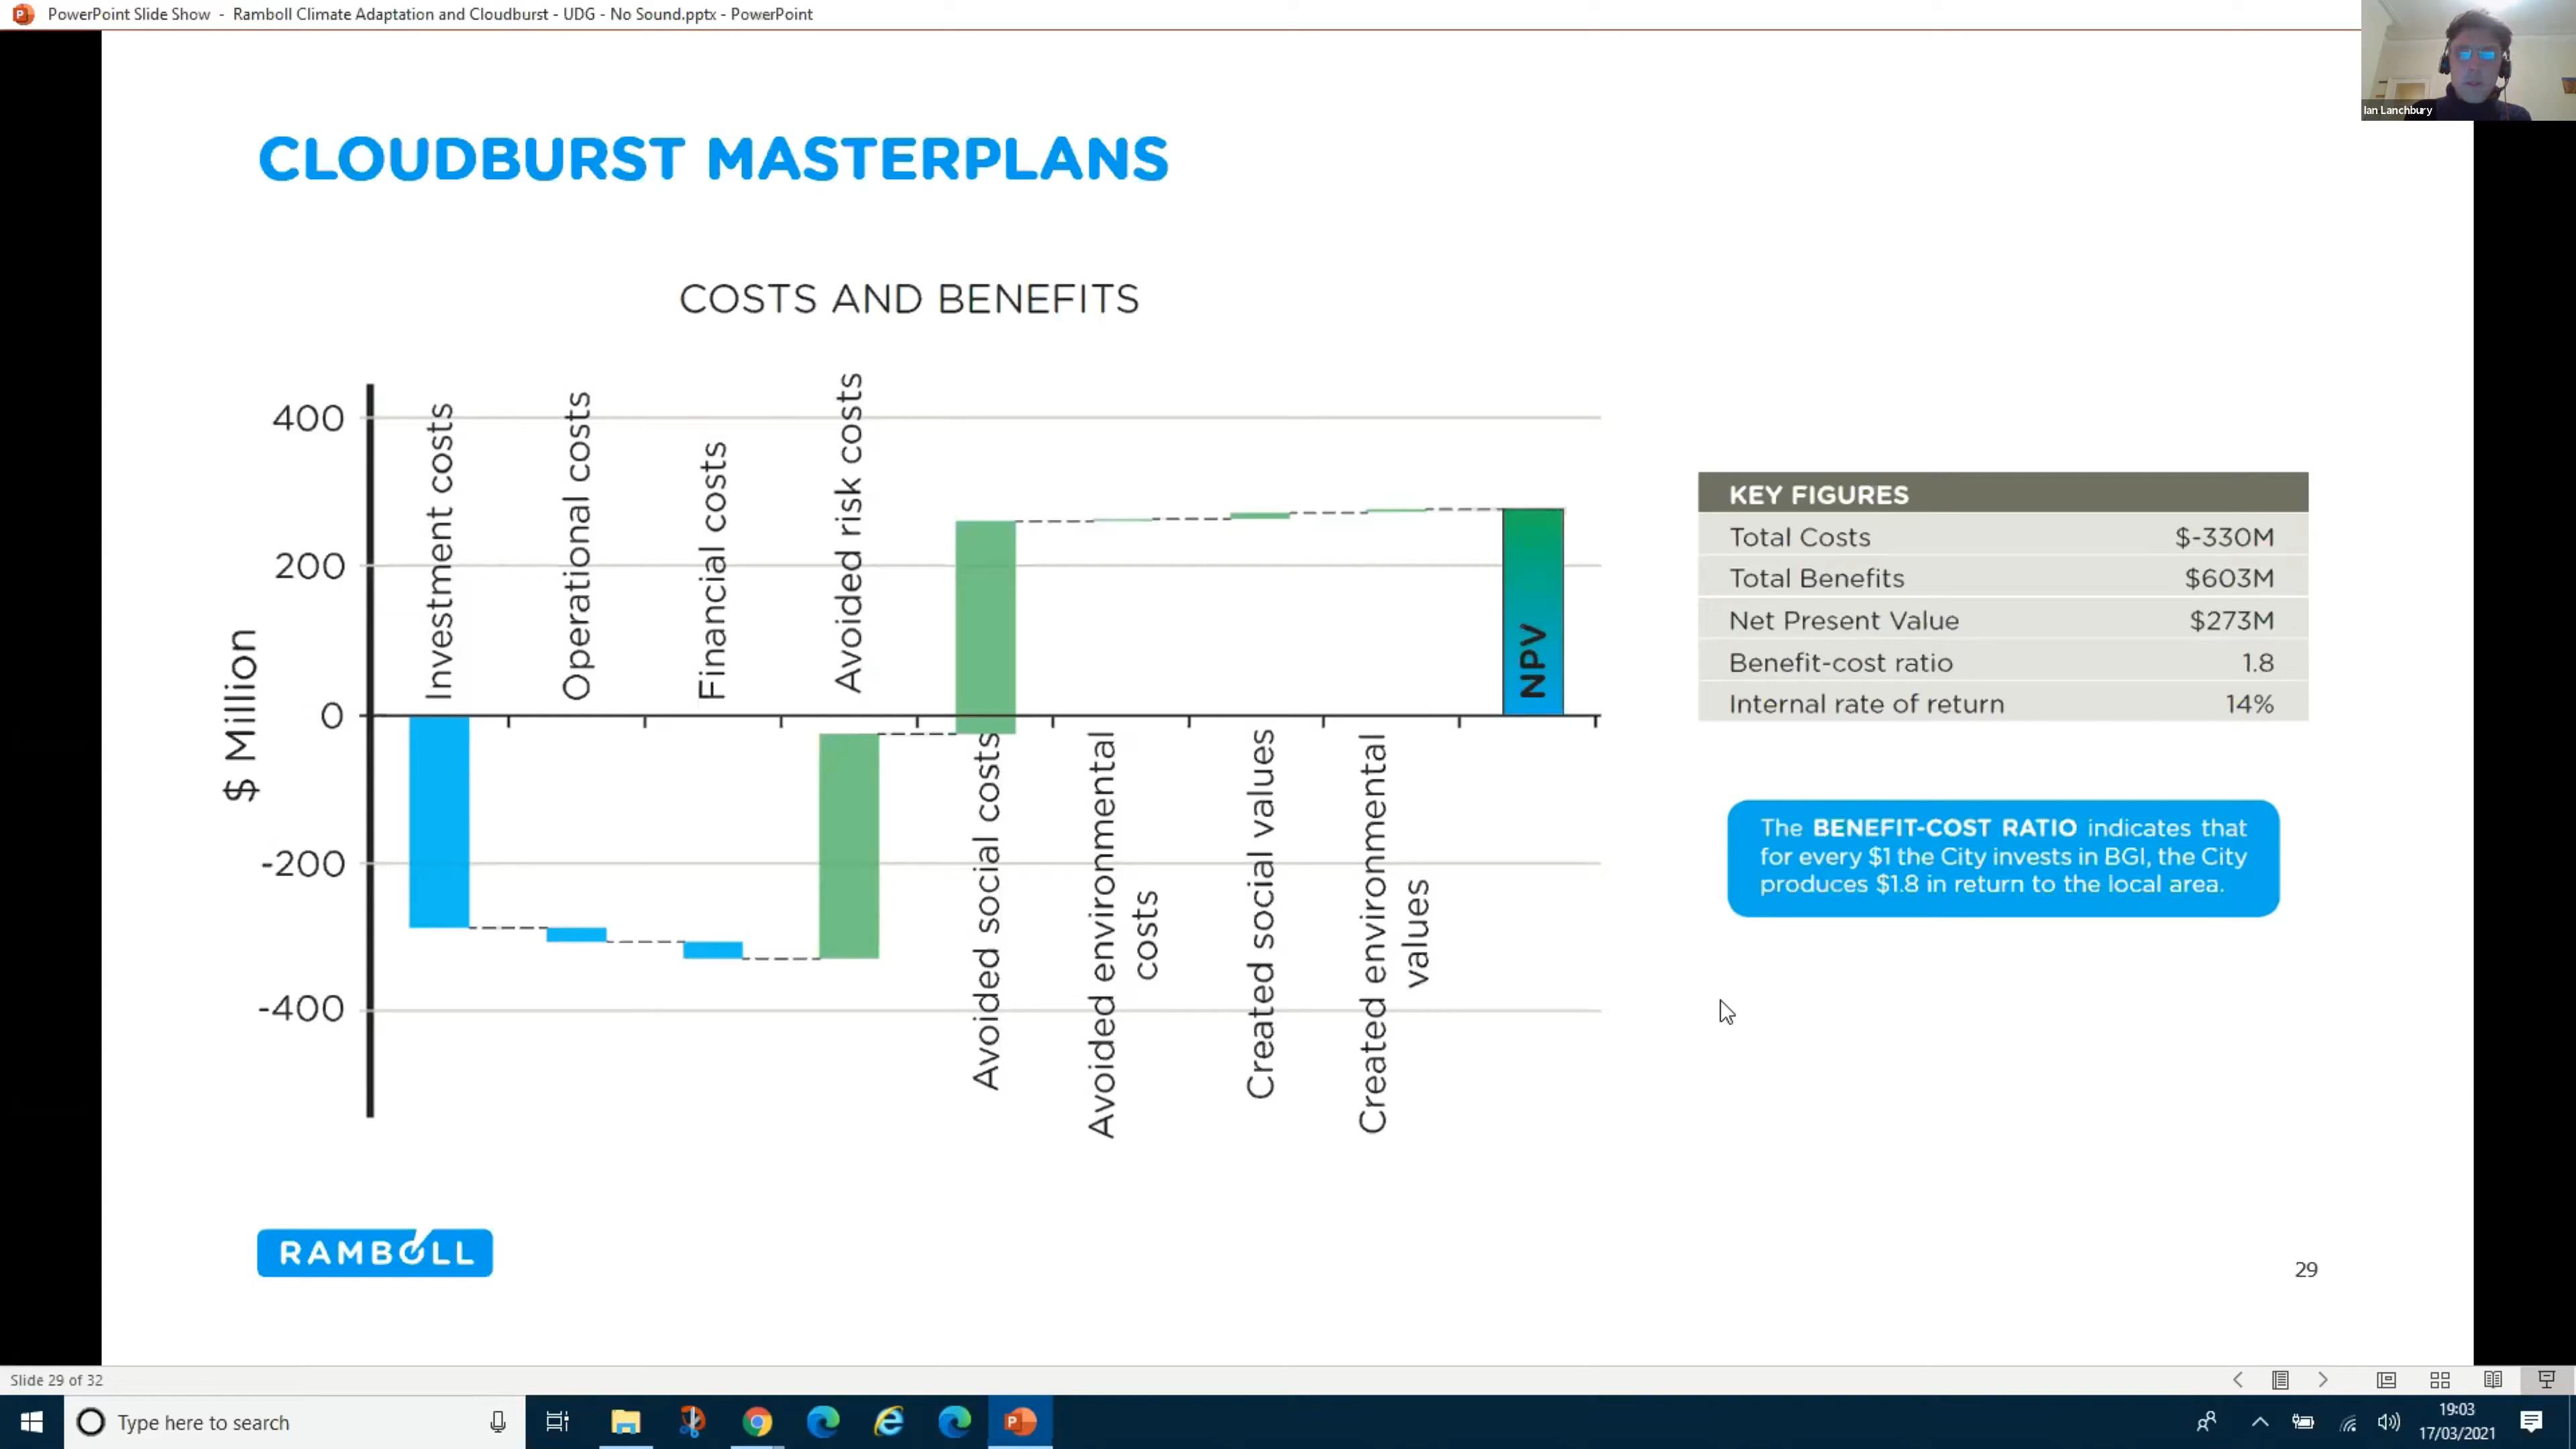 PowerPoint Slide Show - Ramboll Climate Adaptation and Cloudburst - UDG - No Sound.pptx - PowerPoint
Ian Lanchbury
CLOUDBURST MASTERPLANS
COSTS AND BENEFITS
$ Million
400
200
0
-200
-400
Investment costs
Operational costs
Financial costs
Avoided risk costs
Avoided social costs
Avoided environmental
costs
Created social values
Created environmental
values
NPV
KEY FIGURES
Total Costs $-330M
Total Benefits $603M
Net Present Value $273M
Benefit-cost ratio 1.8
Internal rate of return 14%
The BENEFIT-COST RATIO indicates that
for every $1 the City invests in BGI, the City
produces $1.8 in return to the local area.
RAMBOLL
29
Slide 29 of 32
Type here to search
19:03
17/03/2021